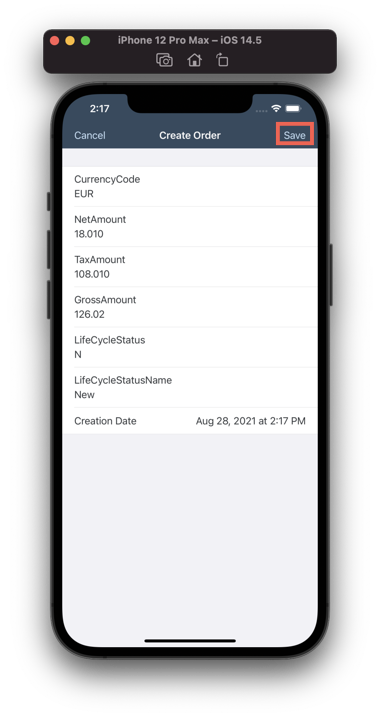 iPhone 12 Pro Max – iOS 14.5
2:17
Cancel
Create Order
Save
CurrencyCode
EUR
NetAmount
18.010
TaxAmount
108.010
GrossAmount
126.02
LifeCycleStatus
N
LifeCycleStatusName
New
Creation Date
Aug 28, 2021 at 2:17 PM